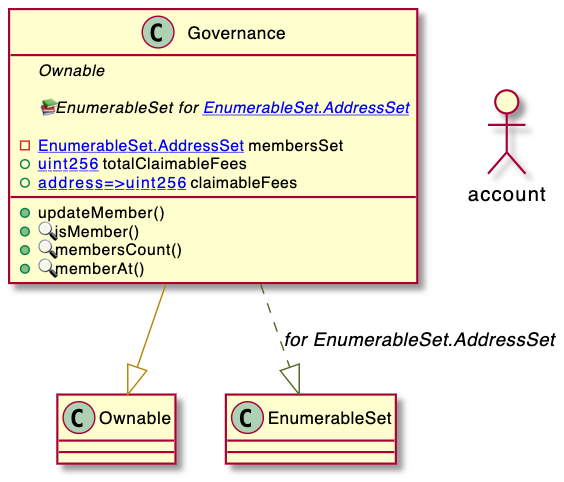 C Governance
Ownable
📚EnumerableSet for EnumerableSet.AddressSet
EnumerableSet.AddressSet membersSet
uint256 totalClaimableFees
address=>uint256 claimableFees
updateMember()
🔍isMember()
🔍membersCount()
🔍memberAt()
account
for EnumerableSet.AddressSet
C Ownable
C EnumerableSet